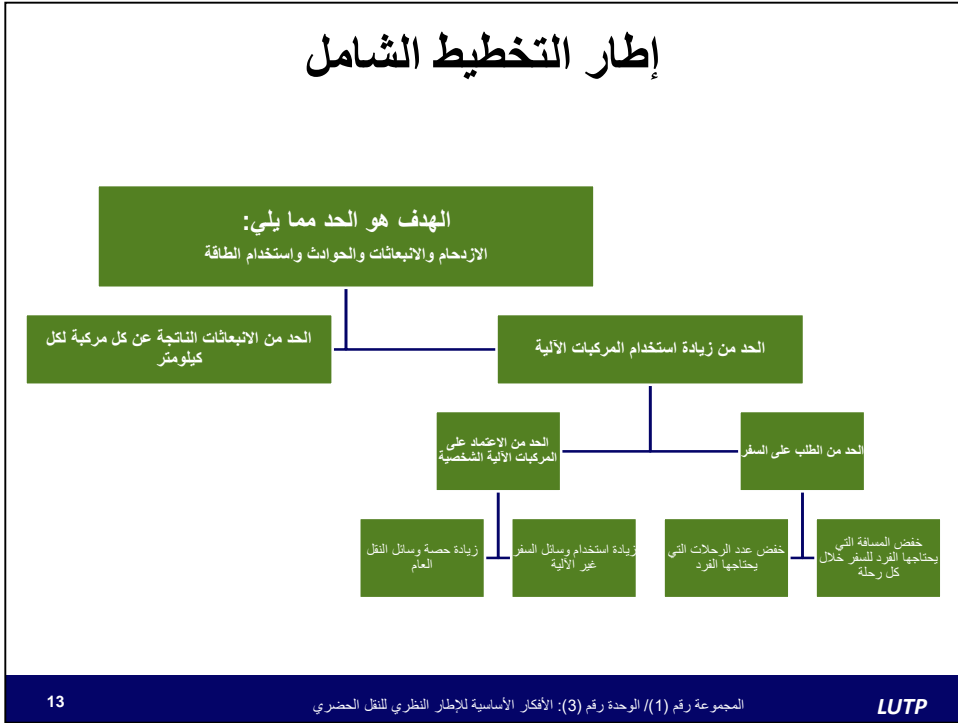 إطار التخطيط الشامل
الهدف هو الحد مما يلي:
الازدحام والانبعاثات والحوادث واستخدام الطاقة
الحد من زيادة استخدام المركبات الآلية
الحد من الانبعاثات الناتجة عن كل مركبة لكل
كيلومتر
الحد من الطلب على السفر
الحد من الاعتماد على
المركبات الآلية الشخصية
خفض المسافة التي
يحتاجها الفرد للسفر خلال
كل رحلة
خفض عدد الرحلات التي
يحتاجها الفرد
زيادة استخدام وسائل السفر
غير الآلية
زيادة حصة وسائل النقل
العام
LUTP
المجموعة رقم (1)/ الوحدة رقم (3): الأفكار الأساسية للإطار النظري للنقل الحضري
13